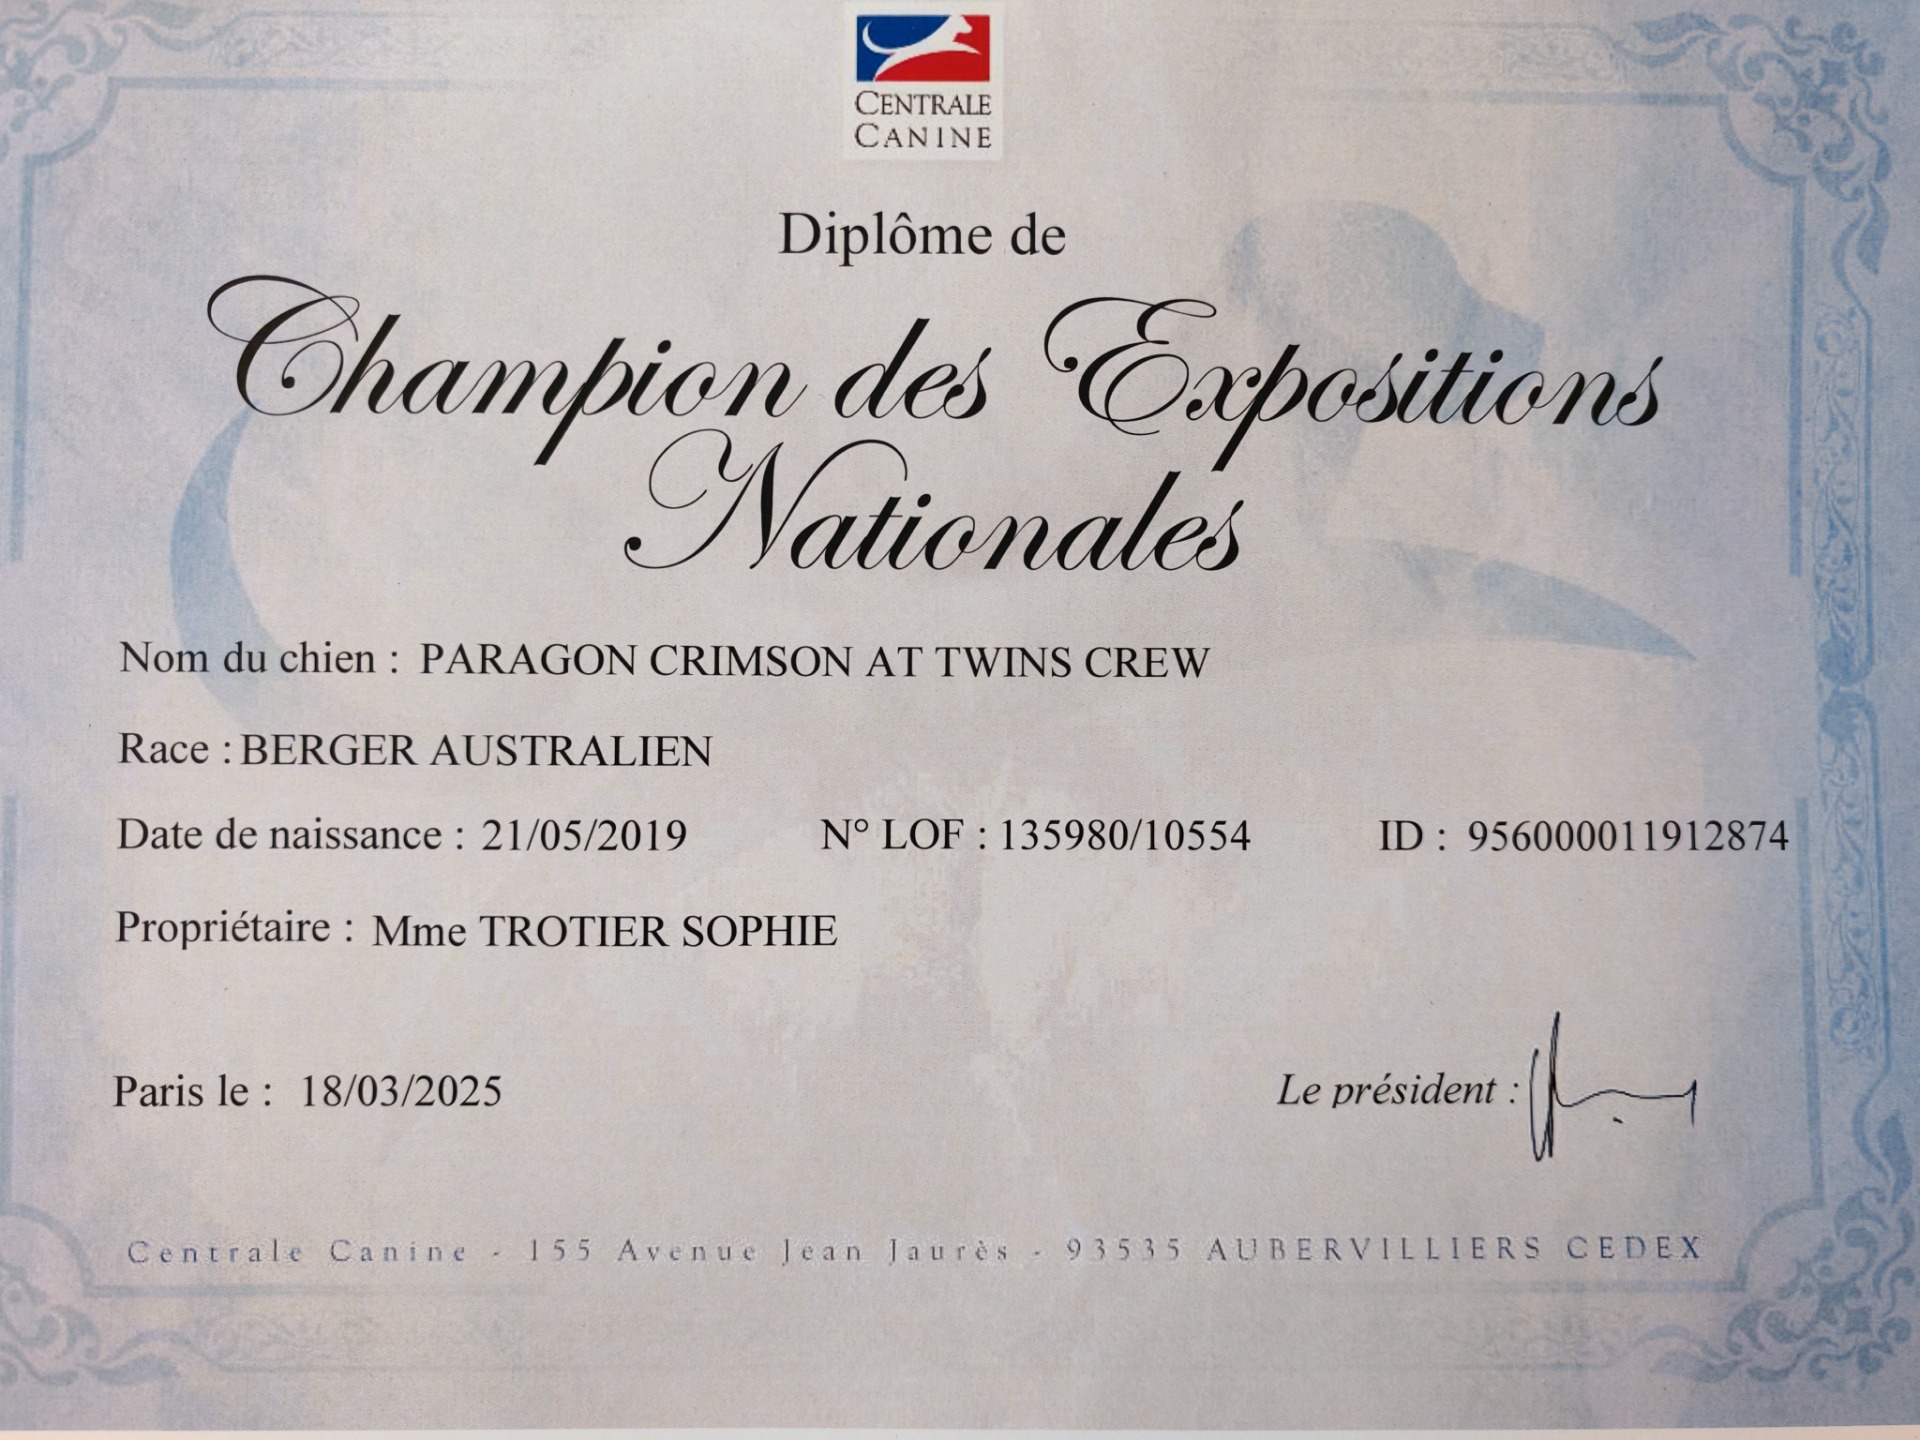 CENTRALE
CANINE
Diplôme de
Champion des Expositions
Nationales
Nom du chien : PARAGON CRIMSON AT TWINS CREW
Race : BERGER AUSTRALIEN
Date de naissance : 21/05/2019 N° LOF : 135980/10554 ID : 956000011912874
Propriétaire : Mme TROTIER SOPHIE
Paris le : 18/03/2025 Le président :
Centrale Canine - 155 Avenue Jean Jaurès - 93535 AUBERVILLIERS CEDEX